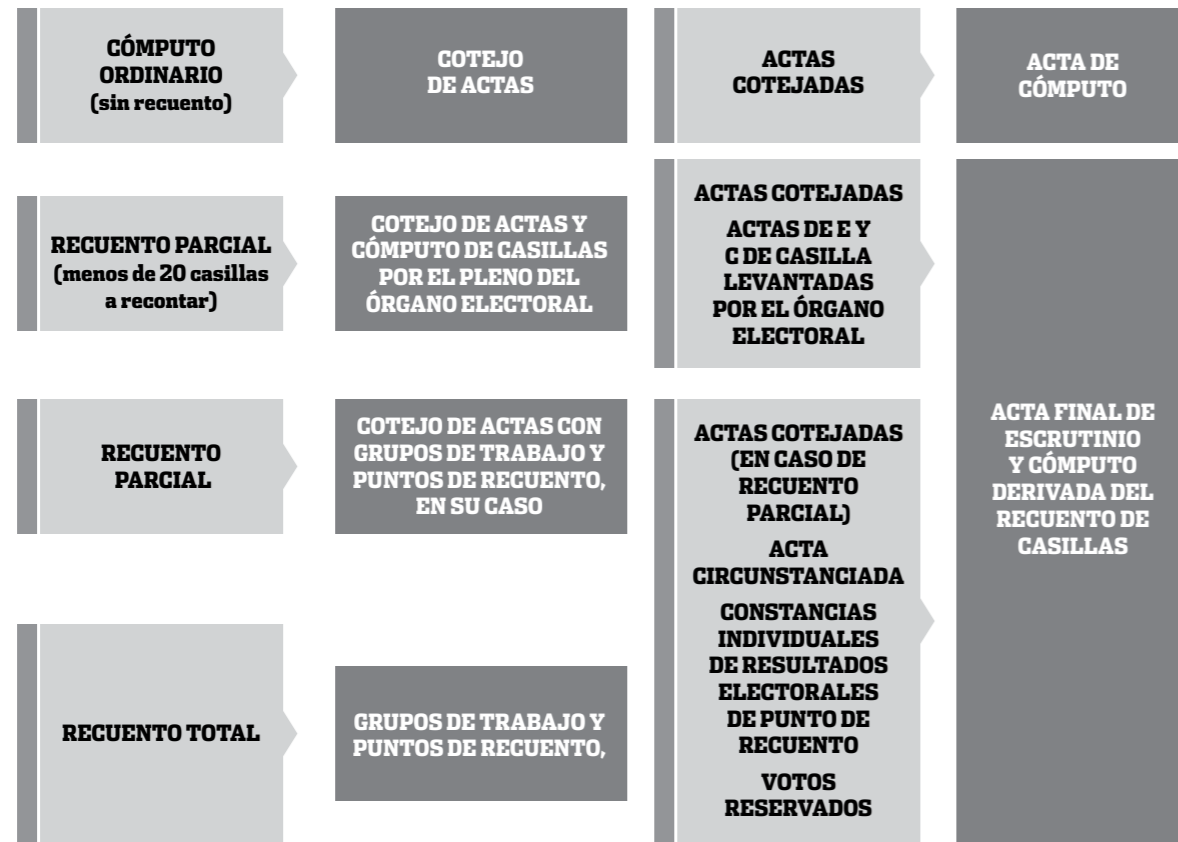 CÓMPUTO
ORDINARIO
(sin recuento)
COTEJO
DE ACTAS
ACTAS
COTEJADAS
ACTA DE
CÓMPUTO
RECUENTO PARCIAL
(menos de 20 casillas
a recontar)
COTEJO DE ACTAS Y
CÓMPUTO DE CASILLAS
POR EL PLENO DEL
ÓRGANO ELECTORAL
ACTAS COTEJADAS
ACTAS DE E Y
C DE CASILLA
LEVANTADAS
POR EL ÓRGANO
ELECTORAL
RECUENTO
PARCIAL
COTEJO DE ACTAS CON
GRUPOS DE TRABAJO Y
PUNTOS DE RECUENTO,
EN SU CASO
ACTAS COTEJADAS
(EN CASO DE
RECUENTO
PARCIAL)
ACTA
CIRCUNSTANCIADA
CONSTANCIAS
INDIVIDUALES
DE RESULTADOS
ELECTORALES
DE PUNTO DE
RECUENTO
VOTOS
RESERVADOS
ACTA FINAL DE
ESCRUTINIO
Y CÓMPUTO
DERIVADA DEL
RECUENTO DE
CASILLAS
RECUENTO TOTAL
GRUPOS DE TRABAJO Y
PUNTOS DE RECUENTO,